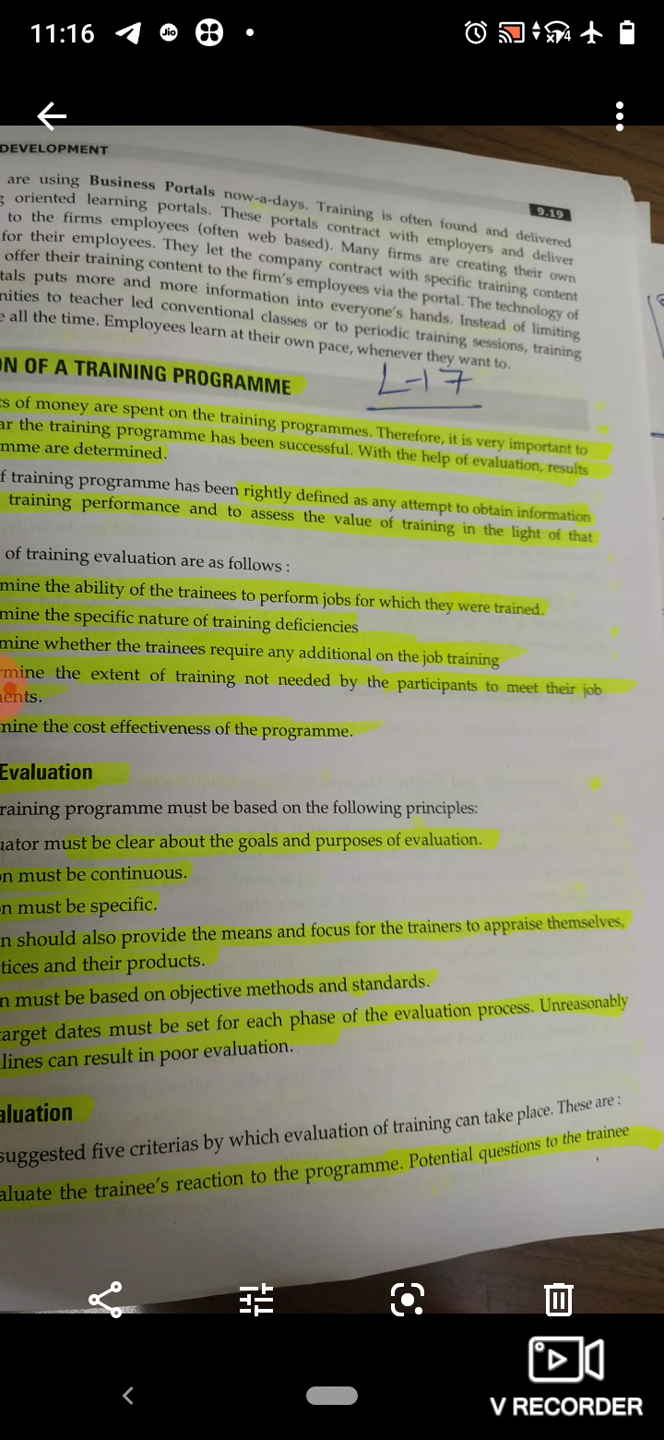 11:16
Jio
DEVELOPMENT
9.19
are using Business Portals now-a-days. Training is often found and delivered
oriented learning portals. These portals contract with employers and deliver
to the firms employees (often web based). Many firms are creating their own
for their employees. They let the company contract with specific training content
offer their training content to the firm's employees via the portal. The technology of
tals puts more and more information into everyone's hands. Instead of limiting
nities to teacher led conventional classes or to periodic training sessions, training
e all the time. Employees learn at their own pace, whenever they want to.
ON OF A TRAINING PROGRAMME
L-17
ts of money are spent on the training programmes. Therefore, it is very important to
ar the training programme has been successful. With the help of evaluation, results
mme are determined.
f training programme has been rightly defined as any attempt to obtain information
training performance and to assess the value of training in the light of that
of training evaluation are as follows :
mine the ability of the trainees to perform jobs for which they were trained.
mine the specific nature of training deficiencies
mine whether the trainees require any additional on the job training
rmine the extent of training not needed by the participants to meet their job
ents.
mine the cost effectiveness of the programme.
Evaluation
raining programme must be based on the following principles:
uator must be clear about the goals and purposes of evaluation.
on must be continuous.
on must be specific.
n should also provide the means and focus for the trainers to appraise themselves,
tices and their products.
n must be based on objective methods and standards.
target dates must be set for each phase of the evaluation process. Unreasonably
lines can result in poor evaluation.
aluation
suggested five criterias by which evaluation of training can take place. These are :
aluate the trainee's reaction to the programme. Potential questions to the trainee
V RECORDER